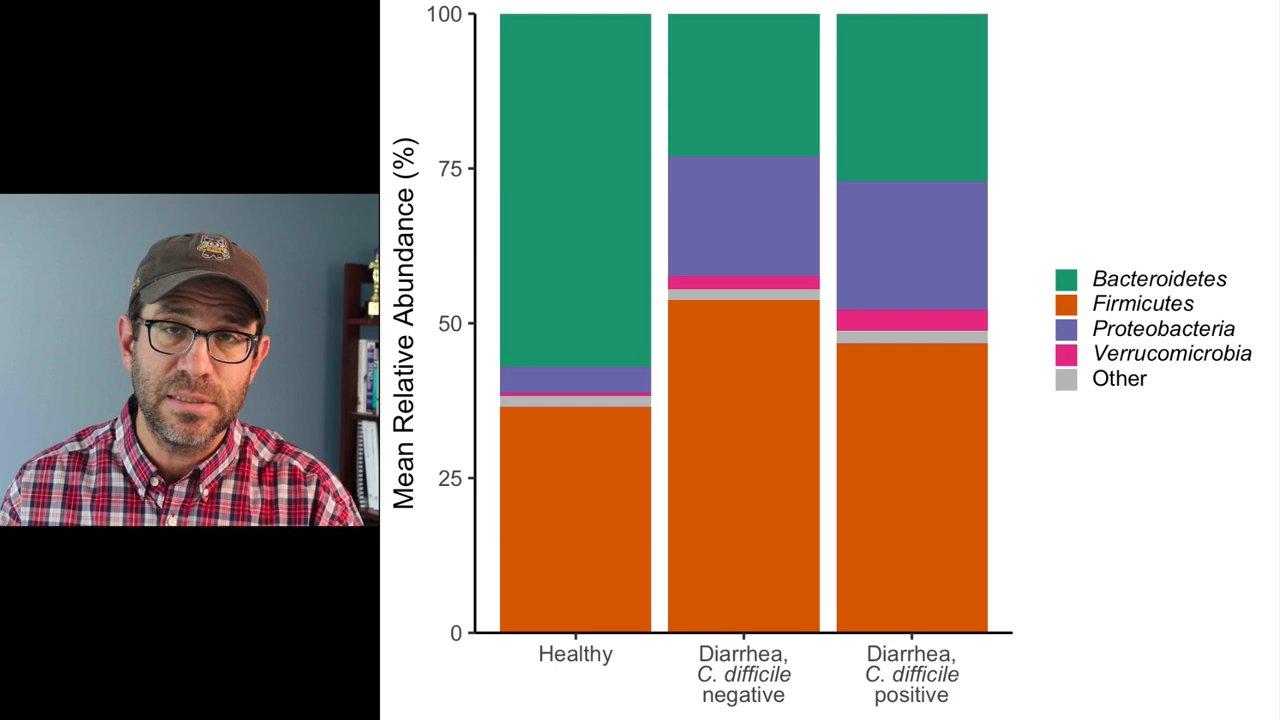 100
75
50
25
0
Mean Relative Abundance (%)
Healthy
Diarrhea,
C. difficile
negative
Diarrhea,
C. difficile
positive
Bacteroidetes
Firmicutes
Proteobacteria
Verrucomicrobia
Other